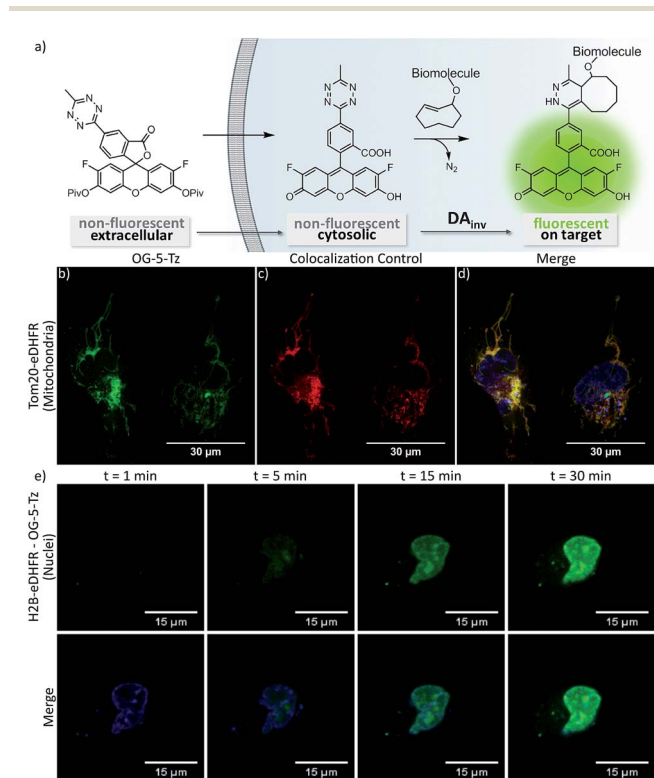 a)
N
N
N
N
O
O
F
F
PivO
O
OPiv
non-fluorescent
extracellular
N
N
N
N
COOH
F
F
O
O
OH
non-fluorescent
cytosolic
Biomolecule
O
N2
DAinv
Biomolecule
O
N
HN
COOH
F
F
O
O
OH
fluorescent
on target
OG-5-Tz
Colocalization Control
Merge
Tom20-eDHFR
(Mitochondria)
b)
30 µm
c)
30 µm
d)
30 µm
e)
t = 1 min
t = 5 min
t = 15 min
t = 30 min
H2B-eDHFR - OG-5-Tz
(Nuclei)
15 µm
15 µm
15 µm
15 µm
Merge
15 µm
15 µm
15 µm
15 µm